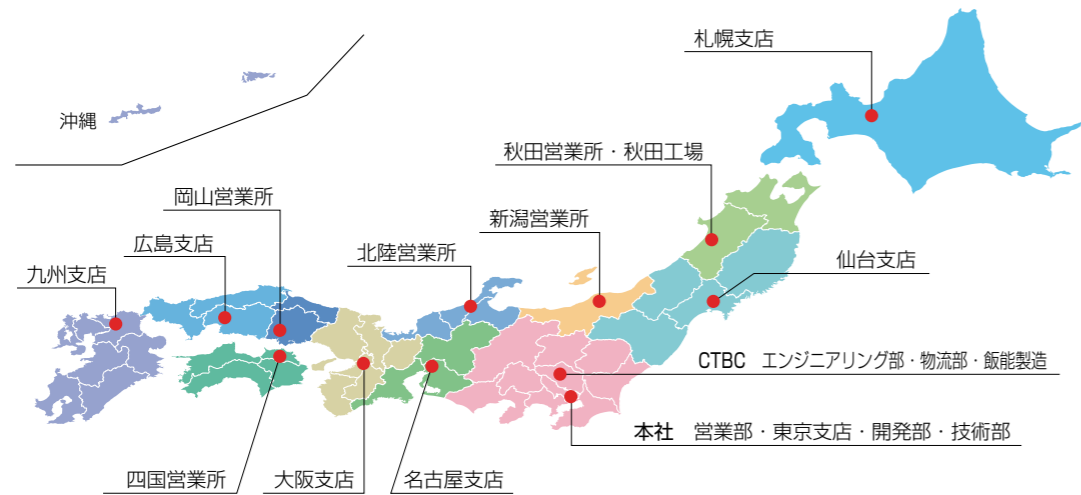 札幌支店
沖縄
秋田営業所・秋田工場
岡山営業所
新潟営業所
広島支店
北陸営業所
仙台支店
九州支店
CTBC エンジニアリング部・物流部・飯能製造
本社 営業部・東京支店・開発部・技術部
四国営業所
大阪支店
名古屋支店